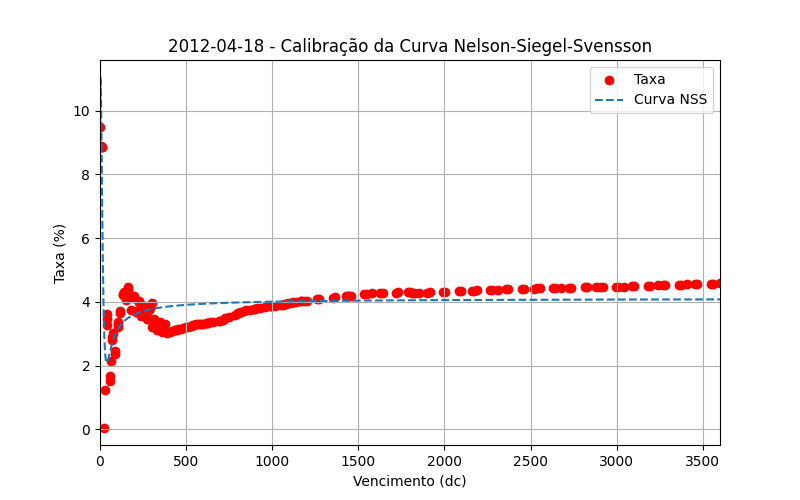 2012-04-18 - Calibração da Curva Nelson-Siegel-Svensson
Taxa
Curva NSS
Taxa (%)
10
8
6
4
2
0
0 500 1000 1500 2000 2500 3000 3500
Vencimento (dc)